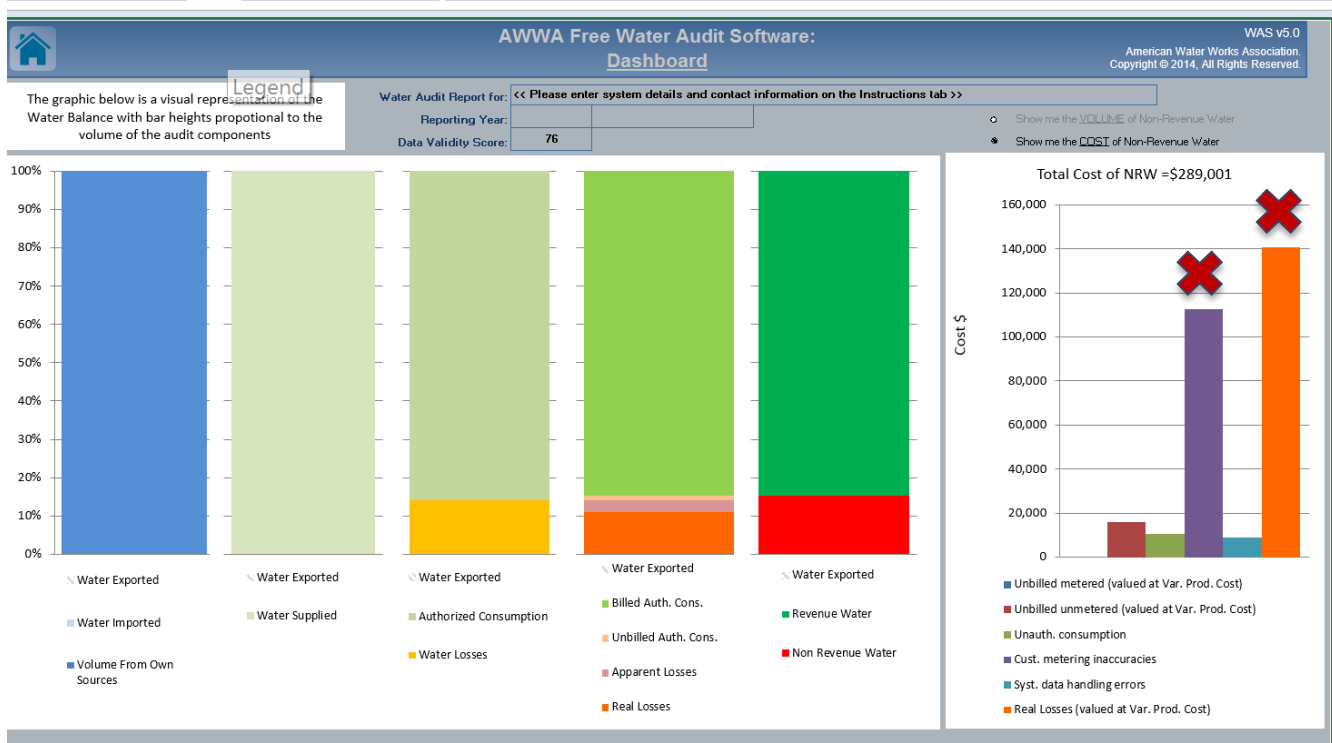 AWWA Free Water Audit Software:
Dashboard
WAS v5.0
American Water Works Association.
Copyright © 2014, All Rights Reserved.
Legend
The graphic below is a visual representation of the
Water Balance with bar heights propotional to the
volume of the audit components
Water Audit Report for: << Please enter system details and contact information on the Instructions tab >>
Reporting Year:
Data Validity Score: 76
Show me the VOLUME of Non-Revenue Water
Show me the COST of Non-Revenue Water
100%
90%
80%
70%
60%
50%
40%
30%
20%
10%
0%
Water Exported
Water Imported
Volume From Own
Sources
Water Exported
Water Supplied
Water Exported
Authorized Consumption
Water Losses
Water Exported
Billed Auth. Cons.
Unbilled Auth. Cons.
Apparent Losses
Real Losses
Water Exported
Revenue Water
Non Revenue Water
Total Cost of NRW =$289,001
Cost $
160,000
140,000
120,000
100,000
80,000
60,000
40,000
20,000
0
Unbilled metered (valued at Var. Prod. Cost)
Unbilled unmetered (valued at Var. Prod. Cost)
Unauth. consumption
Cust. metering inaccuracies
Syst. data handling errors
Real Losses (valued at Var. Prod. Cost)